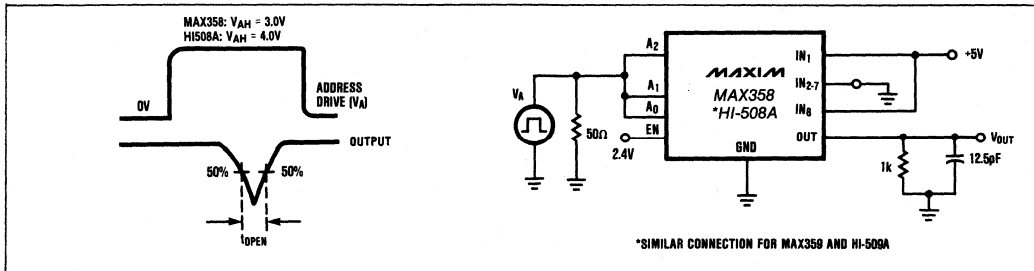 MAX358: VAH = 3.0V
HI508A: VAH = 4.0V
0V
ADDRESS
DRIVE (VA)
OUTPUT
50%
50%
tOPEN
A2
A1
A0
EN
VA
50Ω
2.4V
MAXIM
MAX358
*HI-508A
GND
IN1
IN2-7
IN8
OUT
+5V
VOUT
1k
12.5pF
*SIMILAR CONNECTION FOR MAX359 AND HI-509A